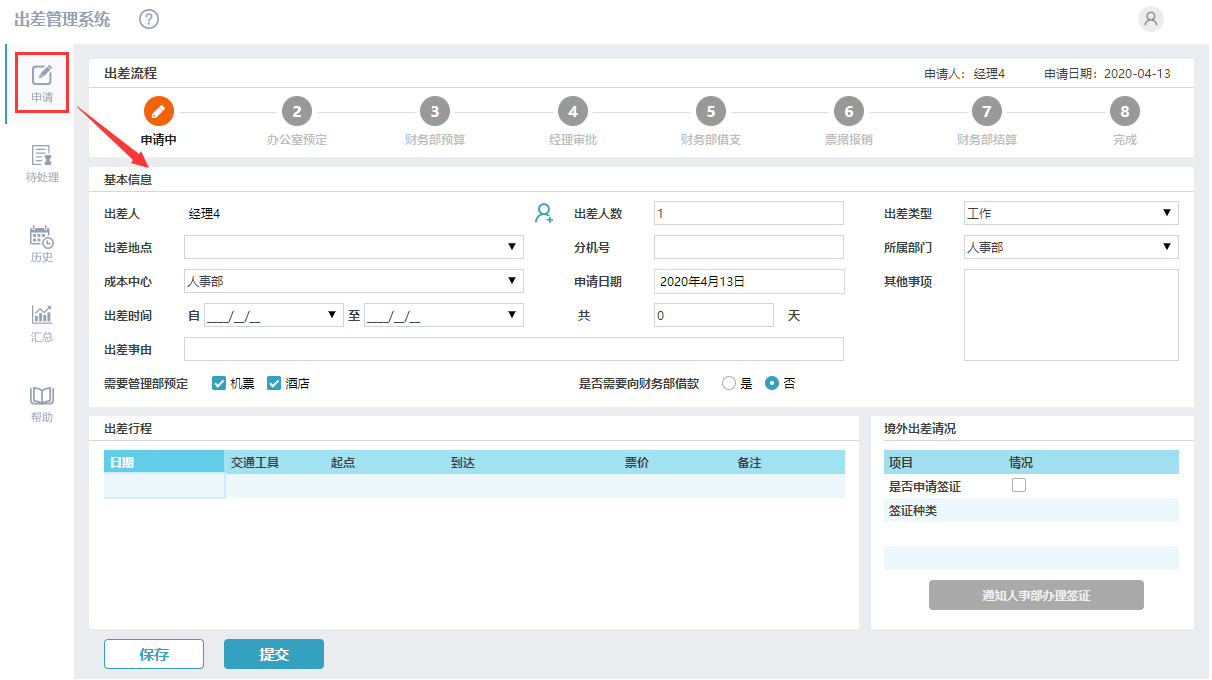 出差管理系统 ?
申请
待处理
历史
汇总
帮助
出差流程 申请人：经理4 申请日期：2020-04-13
2 3 4 5 6 7 8
申请中 办公室预定 财务部预算 经理审批 财务部借支 票据报销 财务部结算 完成
基本信息
出差人 经理4 出差人数 1 出差类型 工作
出差地点 分机号 所属部门 人事部
成本中心 人事部 申请日期 2020年4月13日 其他事项
出差时间 自 ____/__/__ 至 ____/__/__ 共 0 天
出差事由
需要管理部预定 机票 酒店 是否需要向财务部借款 是 否
出差行程
日期 交通工具 起点 到达 票价 备注
境外出差情况
项目 情况
是否申请签证
签证种类
通知人事部办理签证
保存 提交